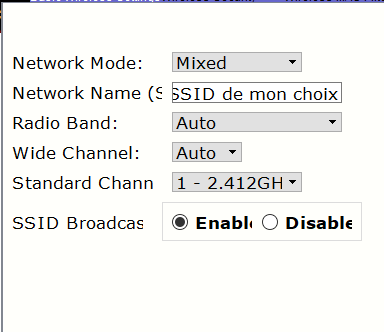 Network Mode: Mixed
Network Name (S SSID de mon choix
Radio Band: Auto
Wide Channel: Auto
Standard Chann 1 - 2.412GH
SSID Broadcas Enabl Disable